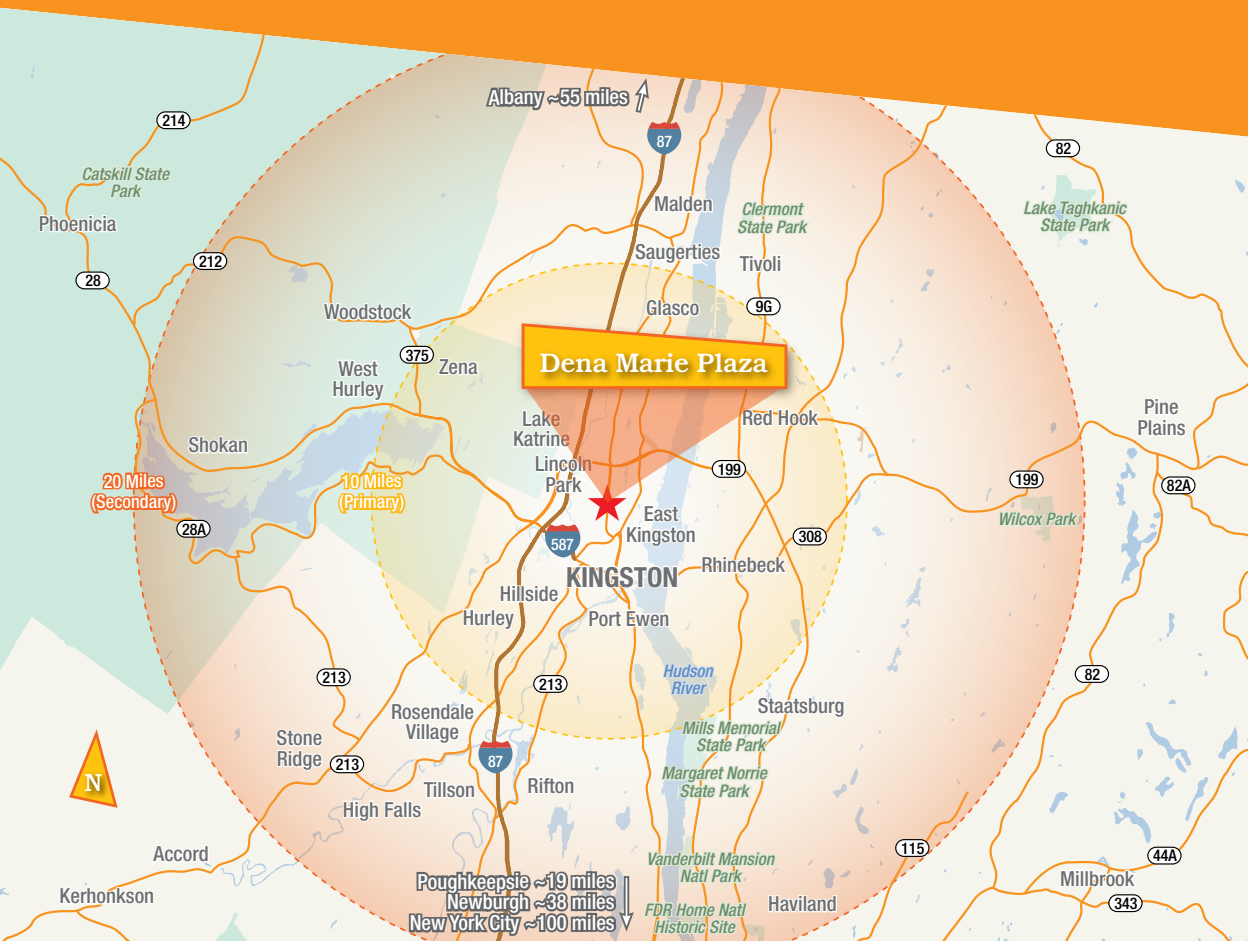 Albany ~55 miles
214
87
82
Catskill State
Park
Malden
Clermont
State Park
Lake Taghkanic
State Park
Phoenicia
Saugerties
Tivoli
212
28
Glasco
9G
Woodstock
375
Zena
West
Hurley
Dena Marie Plaza
Lake
Katrine
Red Hook
Pine
Plains
Shokan
Lincoln
Park
199
20 Miles
(Secondary)
10 Miles
(Primary)
199
82A
28A
East
Kingston
Wilcox Park
587
308
KINGSTON
Rhinebeck
Hillside
Hurley
Port Ewen
213
Hudson
River
82
213
Rosendale
Village
Staatsburg
Stone
Ridge
Mills Memorial
State Park
213
87
N
Tillson
Rifton
Margaret Norrie
State Park
High Falls
115
Accord
Vanderbilt Mansion
Natl Park
44A
Kerhonkson
Poughkeepsie ~19 miles
Newburgh ~38 miles
New York City ~100 miles
FDR Home Natl
Historic Site
Haviland
Millbrook
343